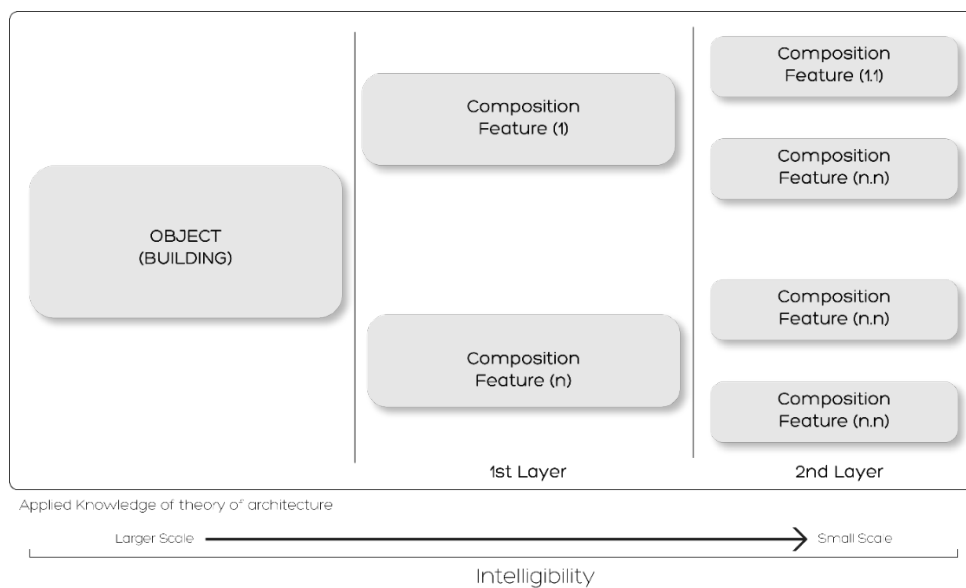 OBJECT
(BUILDING)
Composition
Feature (1)
Composition
Feature (n)
1st Layer
Composition
Feature (1.1)
Composition
Feature (n.n)
Composition
Feature (n.n)
Composition
Feature (n.n)
2nd Layer
Applied Knowledge of theory of architecture
Larger Scale
Small Scale
Intelligibility